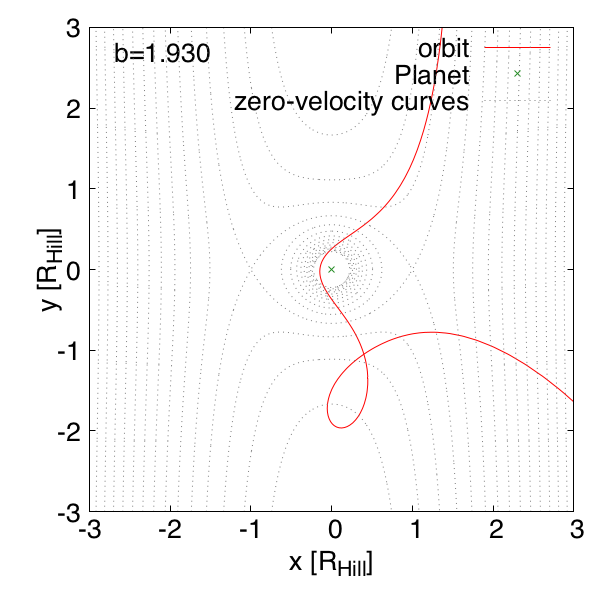 3
b=1.930
orbit
Planet
2
zero-velocity curves
1
0
y [R_Hill]
-1
-2
-3
-3 -2 -1 0 1 2 3
x [R_Hill]